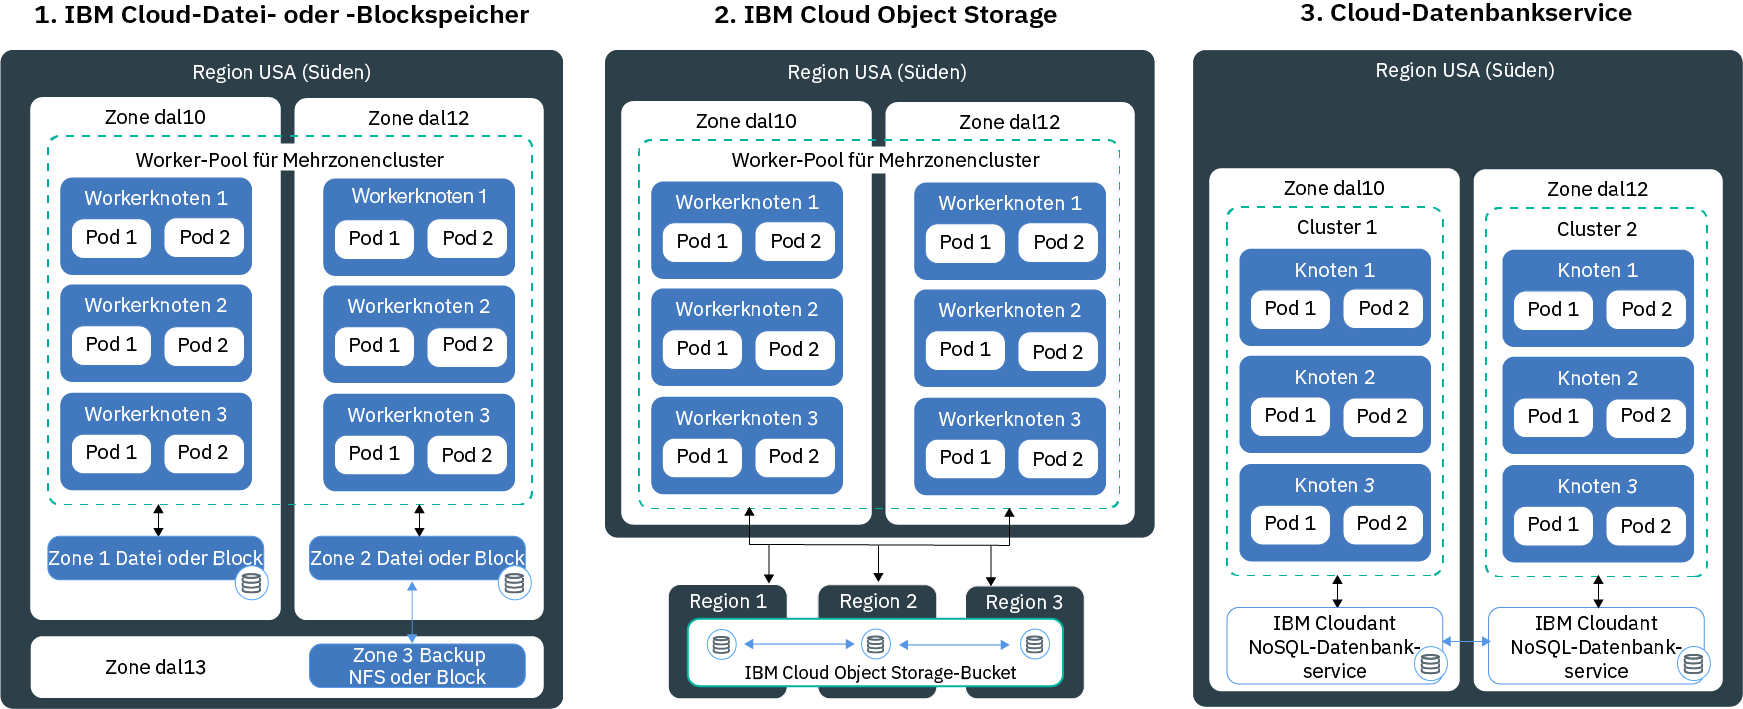 1. IBM Cloud-Datei- oder -Blockspeicher
Region USA (Süden)
Zone dal10
Zone dal12
Worker-Pool für Mehrzonencluster
Workerknoten 1
Pod 1
Pod 2
Workerknoten 1
Pod 1
Pod 2
Workerknoten 2
Pod 1
Pod 2
Workerknoten 2
Pod 1
Pod 2
Workerknoten 3
Pod 1
Pod 2
Workerknoten 3
Pod 1
Pod 2
Zone 1 Datei oder Block
Zone 2 Datei oder Block
Zone dal13
Zone 3 Backup
NFS oder Block
2. IBM Cloud Object Storage
Region USA (Süden)
Zone dal10
Zone dal12
Worker-Pool für Mehrzonencluster
Workerknoten 1
Pod 1
Pod 2
Workerknoten 1
Pod 1
Pod 2
Workerknoten 2
Pod 1
Pod 2
Workerknoten 2
Pod 1
Pod 2
Workerknoten 3
Pod 1
Pod 2
Workerknoten 3
Pod 1
Pod 2
Region 1
Region 2
Region 3
IBM Cloud Object Storage-Bucket
3. Cloud-Datenbankservice
Region USA (Süden)
Zone dal10
Zone dal12
Cluster 1
Cluster 2
Knoten 1
Pod 1
Pod 2
Knoten 1
Pod 1
Pod 2
Knoten 2
Pod 1
Pod 2
Knoten 2
Pod 1
Pod 2
Knoten 3
Pod 1
Pod 2
Knoten 3
Pod 1
Pod 2
IBM Cloudant
NoSQL-Datenbank-
service
IBM Cloudant
NoSQL-Datenbank-
service